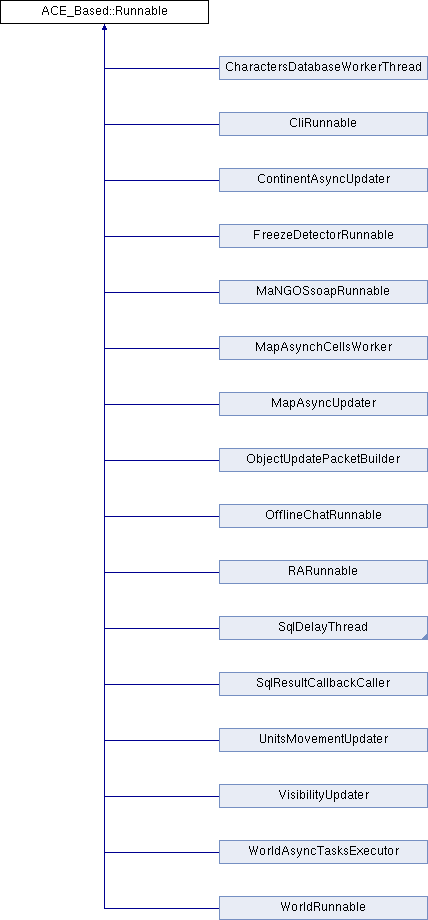 ACE_Based::Runnable
CharactersDatabaseWorkerThread
CliRunnable
ContinentAsyncUpdater
FreezeDetectorRunnable
MaNGOSsoapRunnable
MapAsynchCellsWorker
MapAsyncUpdater
ObjectUpdatePacketBuilder
OfflineChatRunnable
RARunnable
SqlDelayThread
SqlResultCallbackCaller
UnitsMovementUpdater
VisibilityUpdater
WorldAsyncTasksExecutor
WorldRunnable